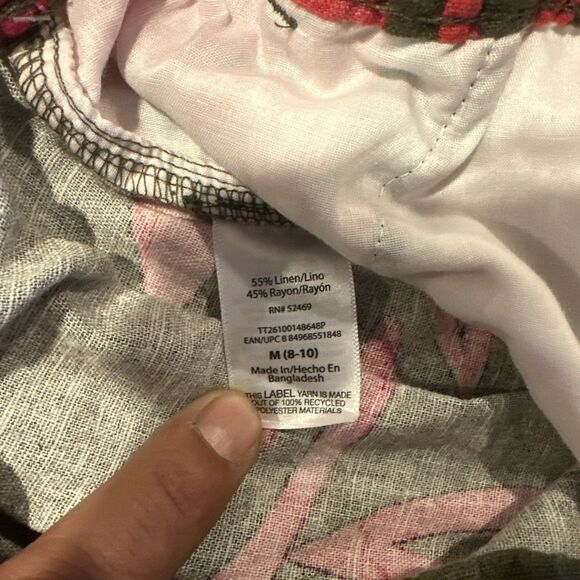 55% Linen/Lino
45% Rayon/Rayón
RN# 52469
TT26100148648P
EAN/UPC 8 84968551848
M (8-10)
Made In/Hecho En
Bangladesh
THIS LABEL YARN IS MADE
OUT OF 100% RECYCLED
POLYESTER MATERIALS